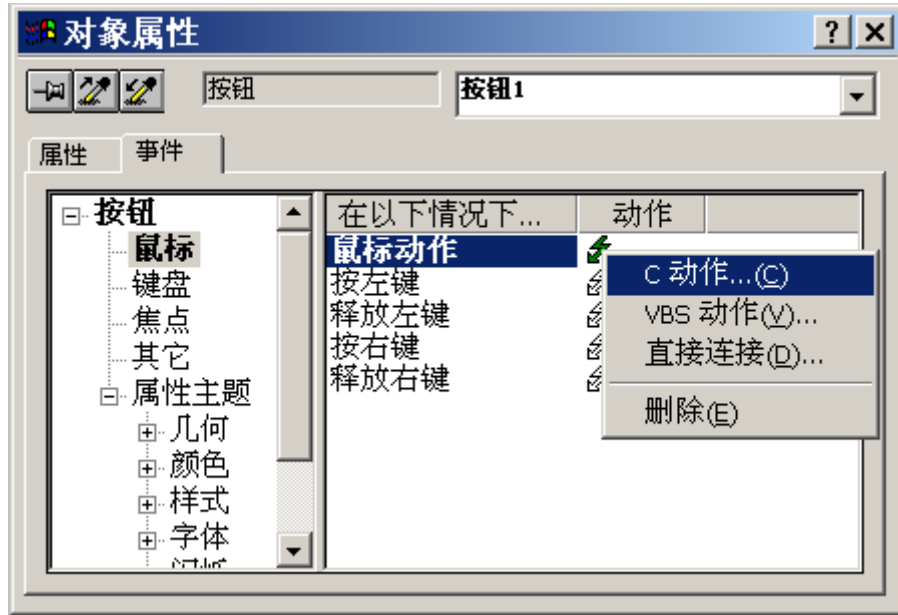 对象属性
按钮
按钮1
属性
事件
按钮
鼠标
键盘
焦点
其它
属性主题
几何
颜色
样式
字体
在以下情况下... 动作
鼠标动作
按左键
释放左键
按右键
释放右键
C 动作...(C)
VBS 动作(V)...
直接连接(D)...
删除(E)